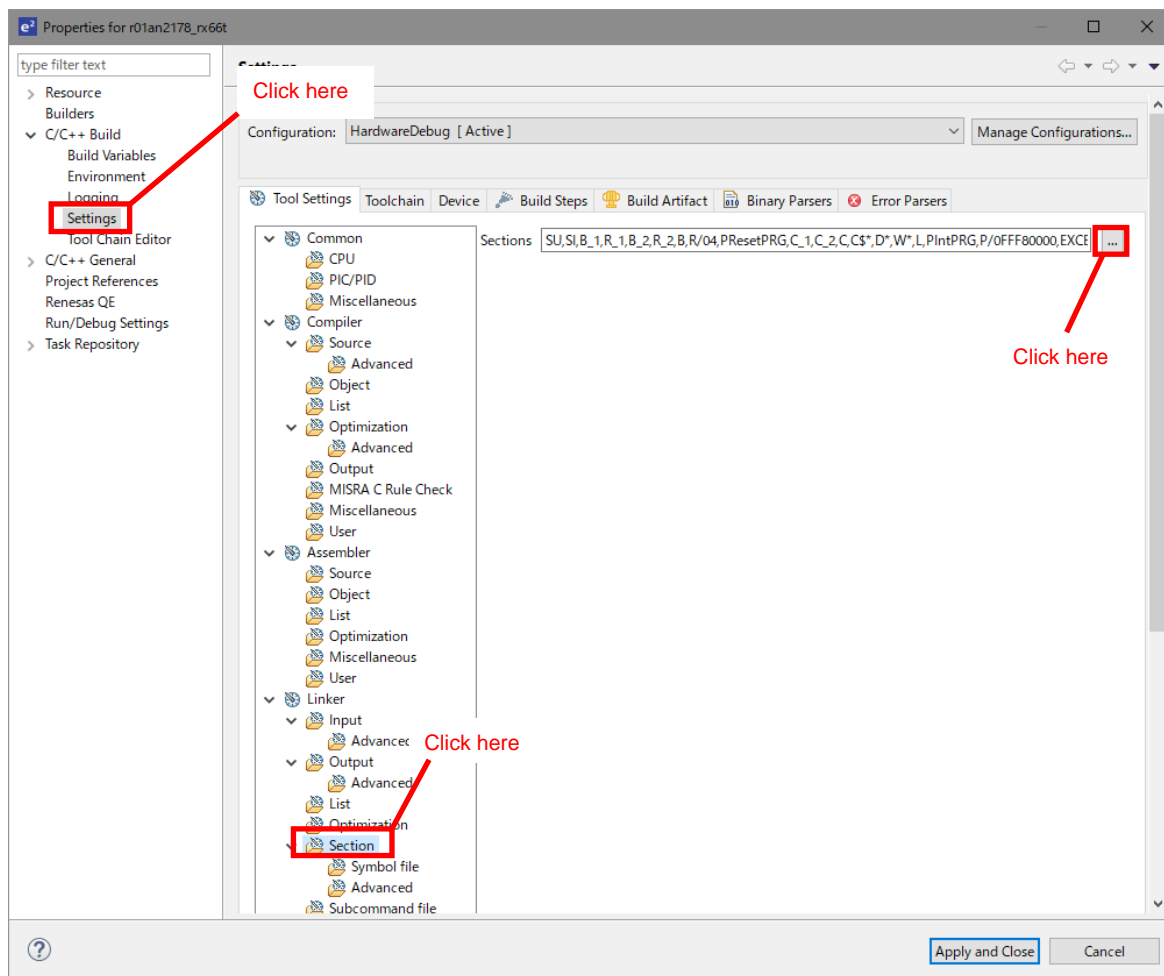 e² Properties for r01an2178_rx66t
type filter text
Resource
Builders
C/C++ Build
Build Variables
Environment
Logging
Settings
Tool Chain Editor
C/C++ General
Project References
Renesas QE
Run/Debug Settings
Task Repository
Settings
Click here
Configuration: HardwareDebug [ Active ] Manage Configurations...
Tool Settings Toolchain Device Build Steps Build Artifact Binary Parsers Error Parsers
Common
CPU
PIC/PID
Miscellaneous
Compiler
Source
Advanced
Object
List
Optimization
Advanced
Output
MISRA C Rule Check
Miscellaneous
User
Assembler
Source
Object
List
Optimization
Miscellaneous
User
Linker
Input
Advanced
Output
Advanced
List
Optimization
Section
Symbol file
Advanced
Subcommand file
Click here
Sections SU,SI,B_1,R_1,B_2,R_2,B,R/04,PResetPRG,C_1,C_2,C,C$*,D*,W*,L,PIntPRG,P/0FFF80000,EXCE ...
Click here
? Apply and Close Cancel